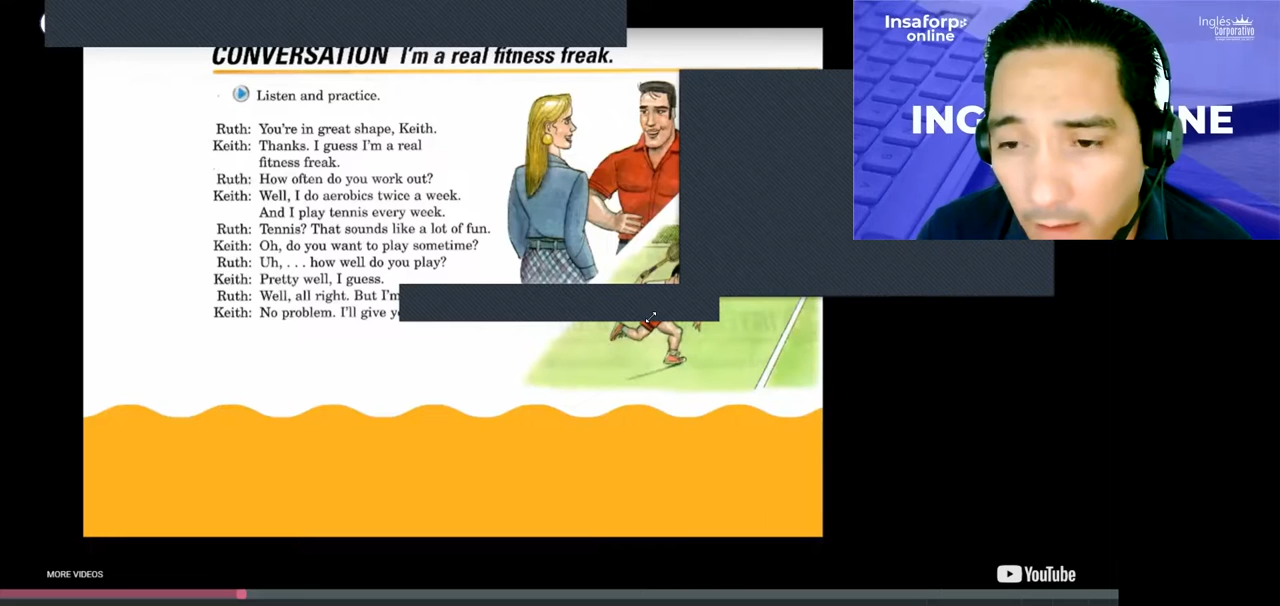 CONVERSATION I'm a real fitness freak.
Listen and practice.
Ruth: You're in great shape, Keith.
Keith: Thanks. I guess I'm a real
fitness freak.
Ruth: How often do you work out?
Keith: Well, I do aerobics twice a week.
And I play tennis every week.
Ruth: Tennis? That sounds like a lot of fun.
Keith: Oh, do you want to play sometime?
Ruth: Uh, . . . how well do you play?
Keith: Pretty well, I guess.
Ruth: Well, all right. But I'm
Keith: No problem. I'll give
Insaforp
online
Inglés
Corporativo
ING NE
MORE VIDEOS
YouTube